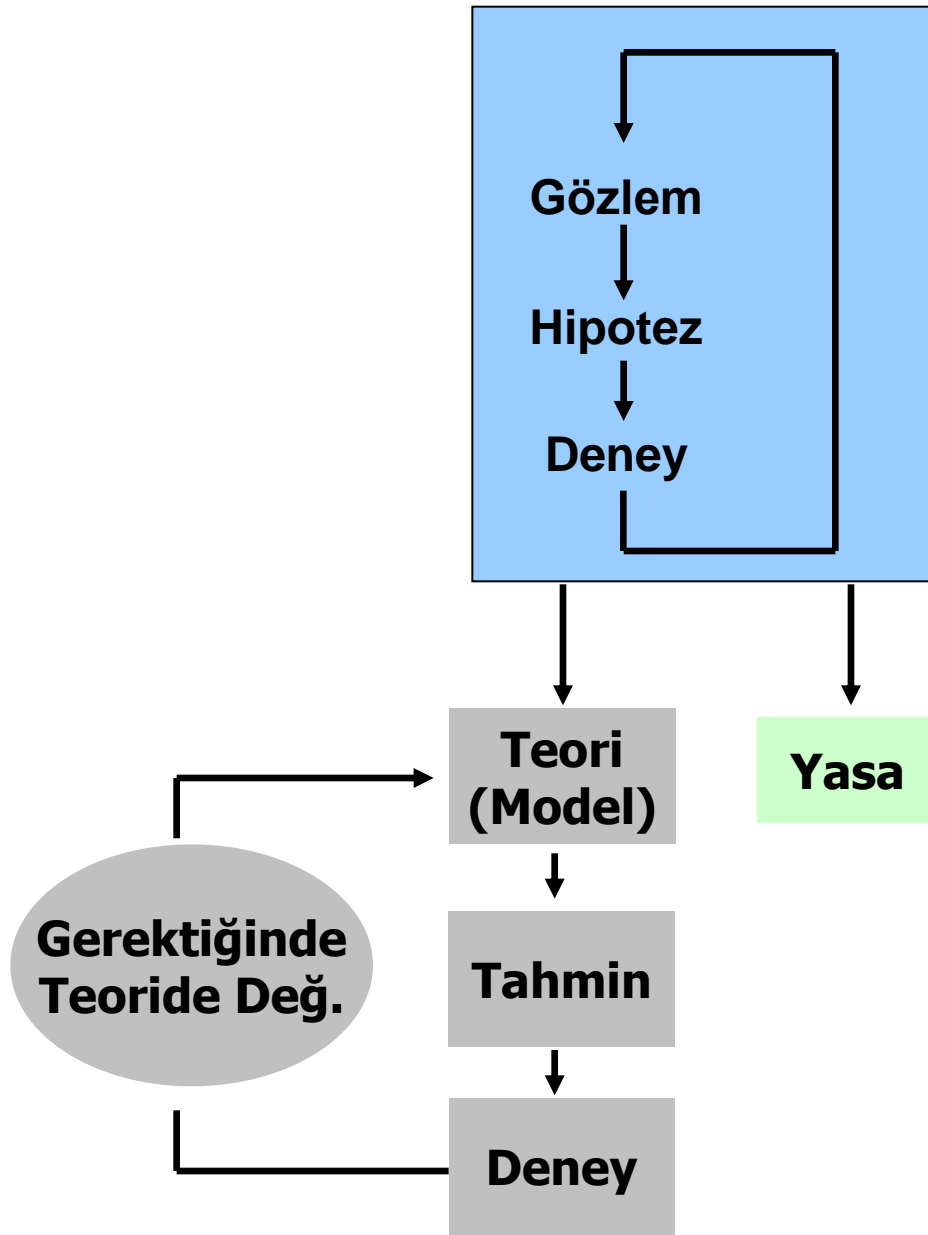 Gözlem
Hipotez
Deney
Teori
(Model)
Yasa
Gerektiğinde
Teoride Değ.
Tahmin
Deney